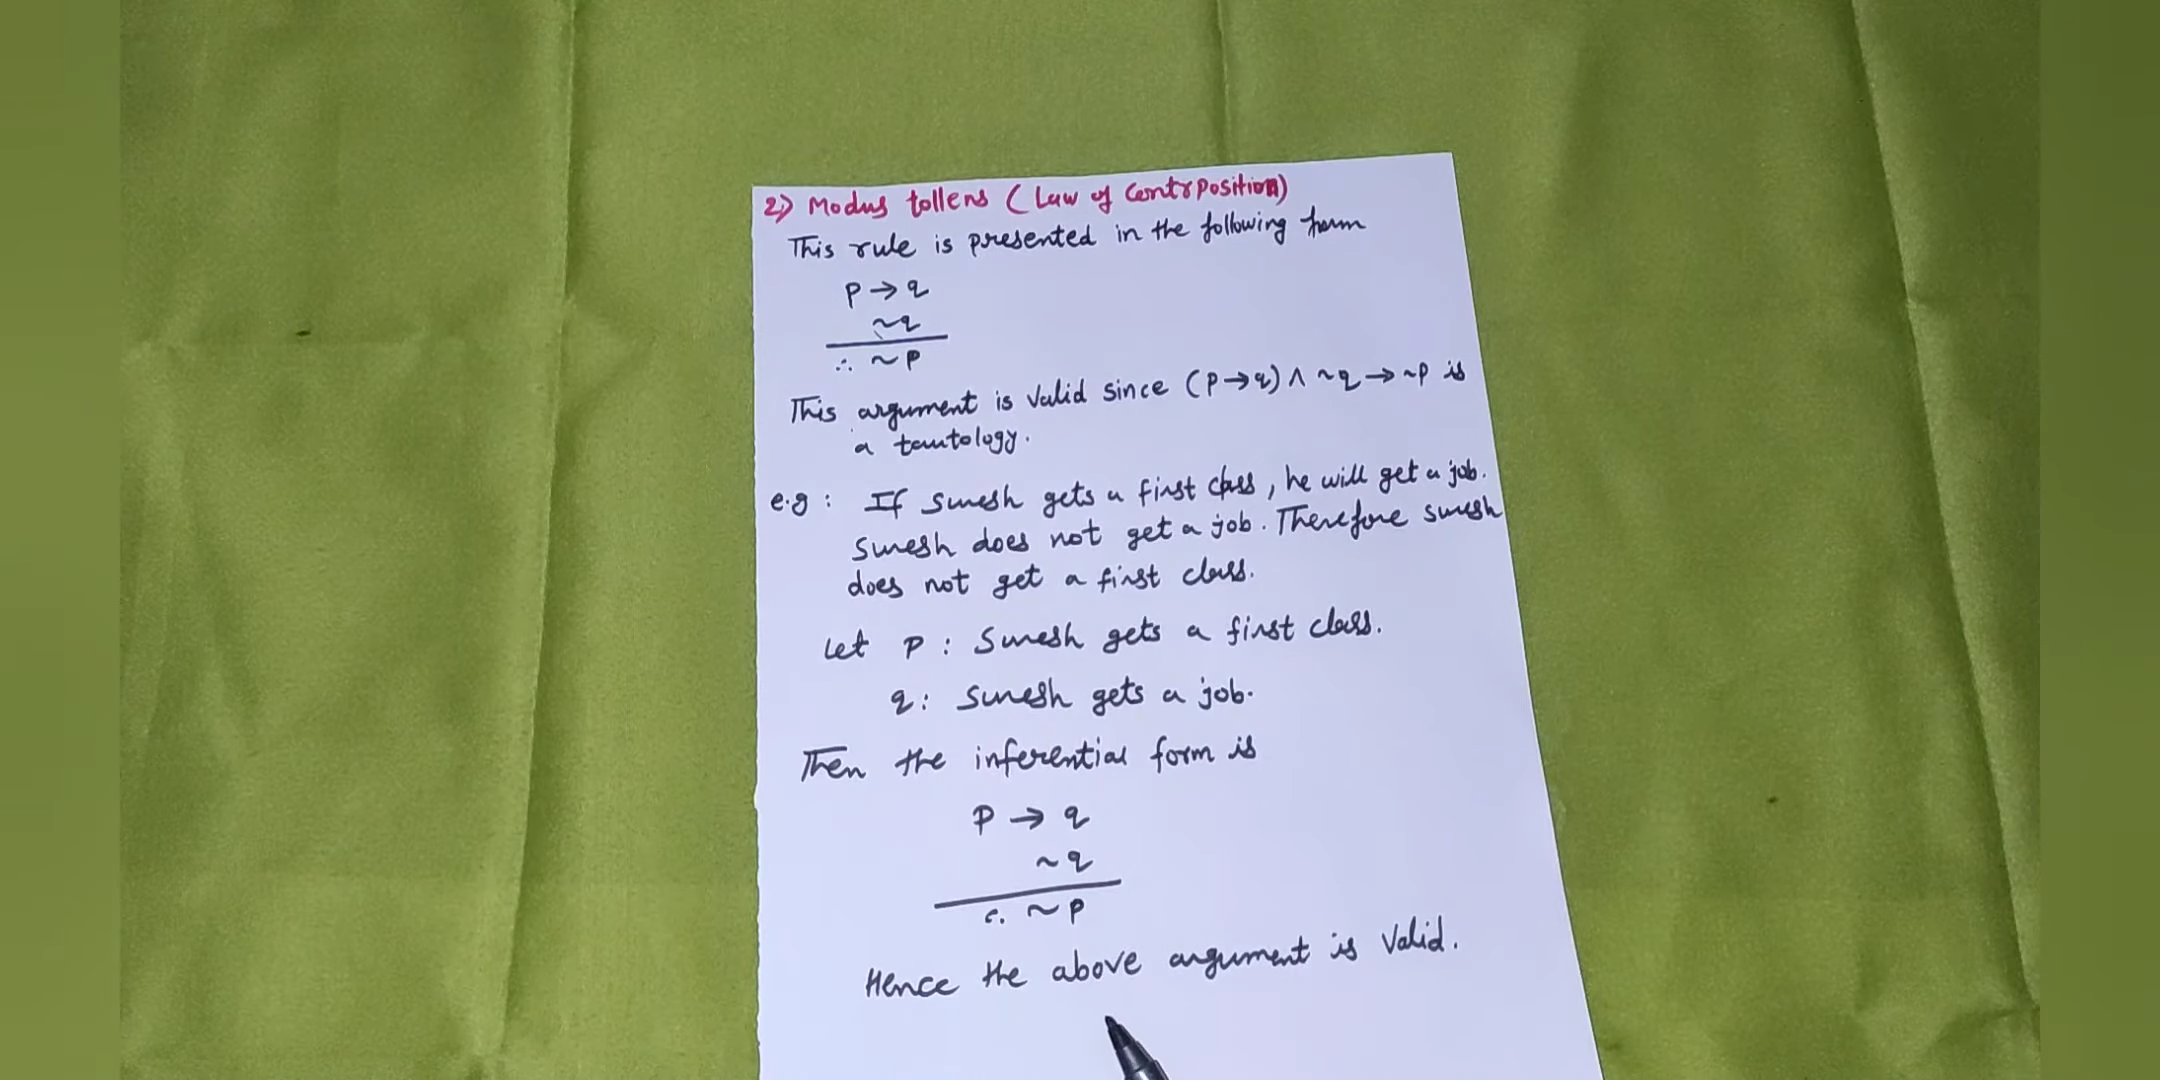 2) Modus tollens (Law of Contrposition)
This rule is presented in the following form
p → q
~q
∴ ~p
This argument is valid since (p → q) ∧ ~q → ~p is
a tautology.
e.g : If Suresh gets a first class, he will get a job.
Suresh does not get a job. Therefore suresh
does not get a first class.
Let p : Suresh gets a first class.
q : Suresh gets a job.
Then the inferential form is
p → q
~q
∴ ~p
Hence the above argument is valid.